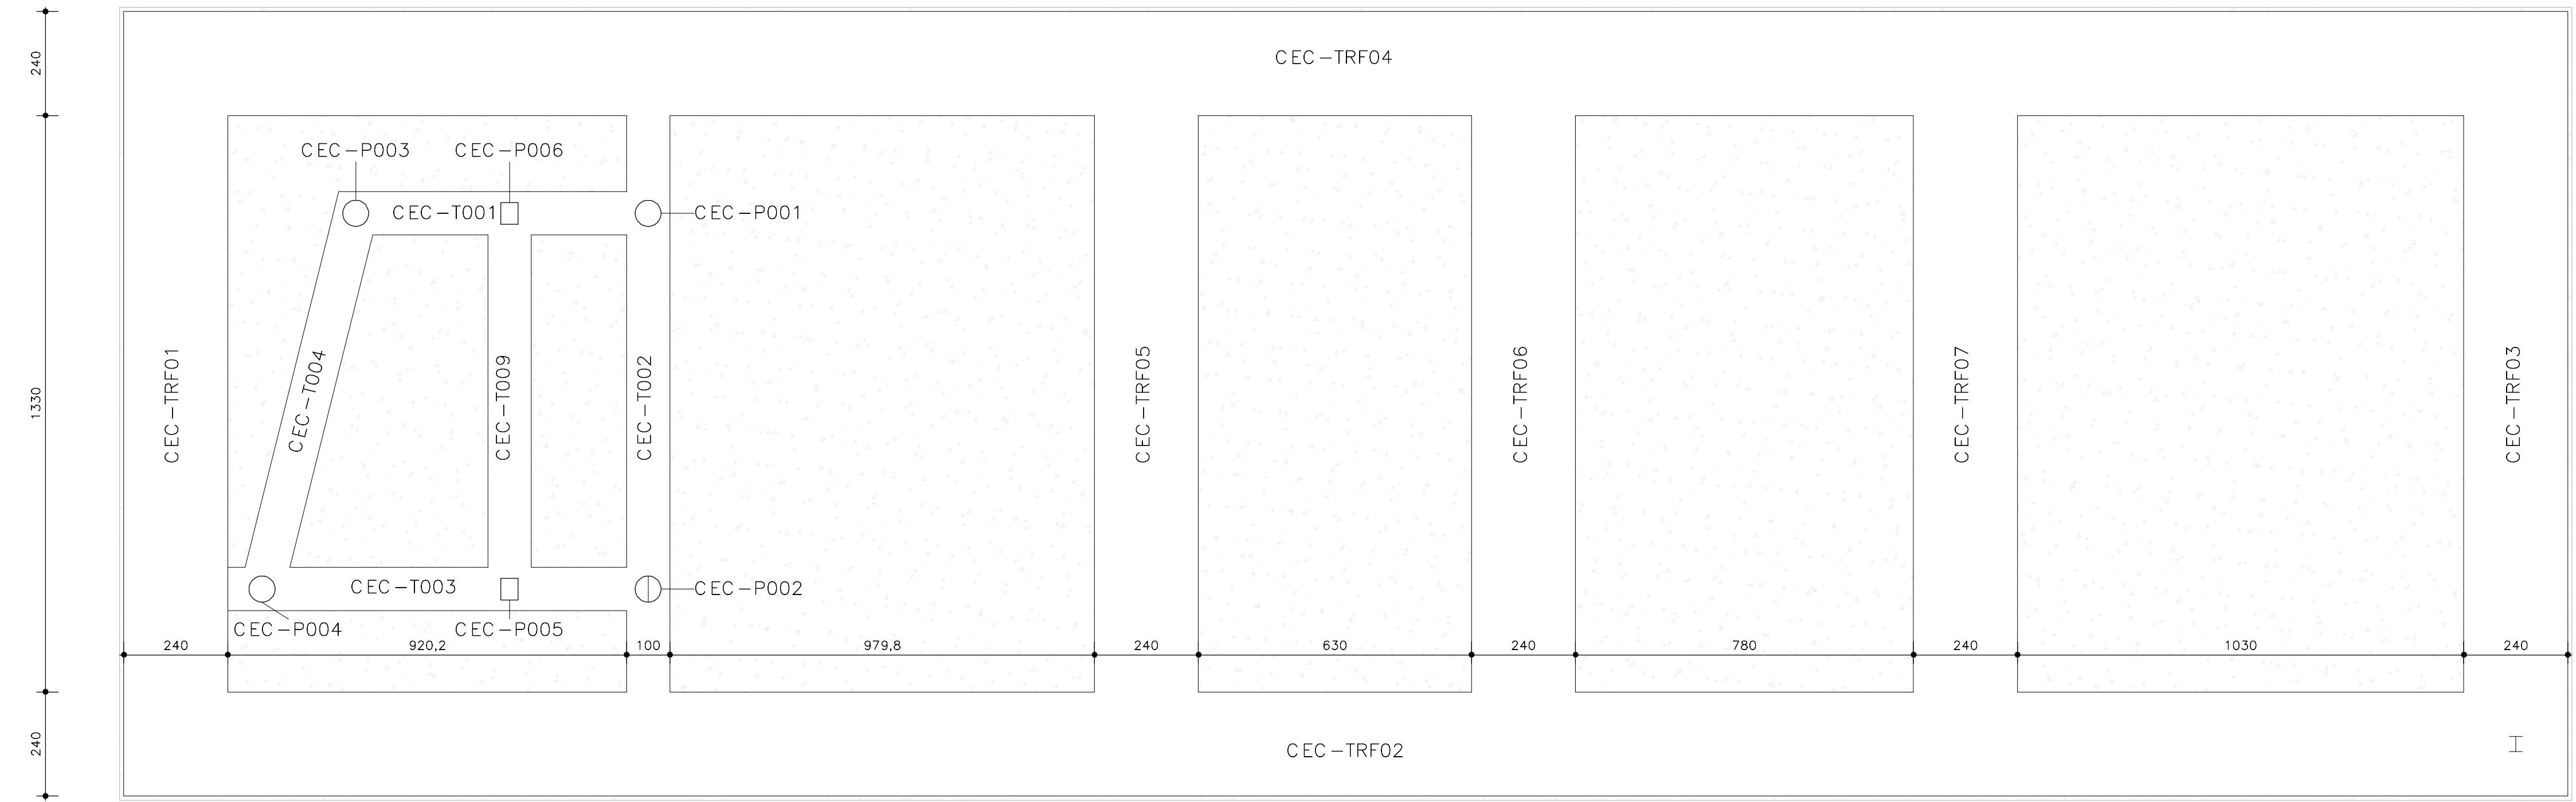 CEC-TRF04
240
CEC-P003
CEC-P006
CEC-T001
CEC-P001
1330
CEC-TRF01
CEC-T004
CEC-T009
CEC-T002
CEC-TRF05
CEC-TRF06
CEC-TRF07
CEC-TRF03
CEC-T003
CEC-P002
CEC-P004
CEC-P005
240
920,2
100
979,8
240
630
240
780
240
1030
240
240
CEC-TRF02